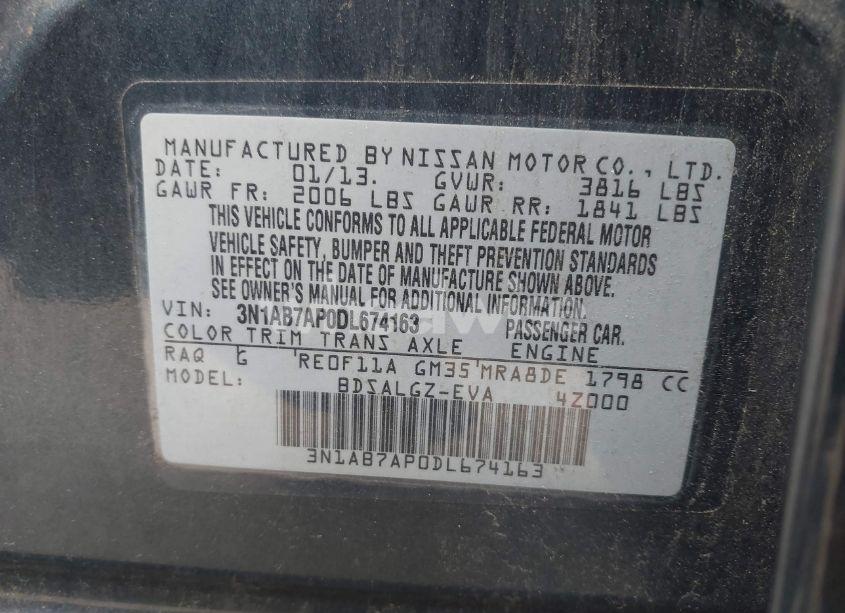 MANUFACTURED BY NISSAN MOTOR CO., LTD.
DATE: 01/13. GVWR: 3816 LBS
GAWR FR: 2006 LBS GAWR RR: 1841 LBS
THIS VEHICLE CONFORMS TO ALL APPLICABLE FEDERAL MOTOR
VEHICLE SAFETY, BUMPER AND THEFT PREVENTION STANDARDS
IN EFFECT ON THE DATE OF MANUFACTURE SHOWN ABOVE.
SEE OWNER'S MANUAL FOR ADDITIONAL INFORMATION.
VIN: 3N1AB7AP0DL674163 PASSENGER CAR.
COLOR TRIM TRANS AXLE ENGINE
RAQ G RE0F11A GM35 MRA8DE 1798 CC
MODEL: BDSALGZ-EVA 4Z000
3N1AB7AP0DL674163